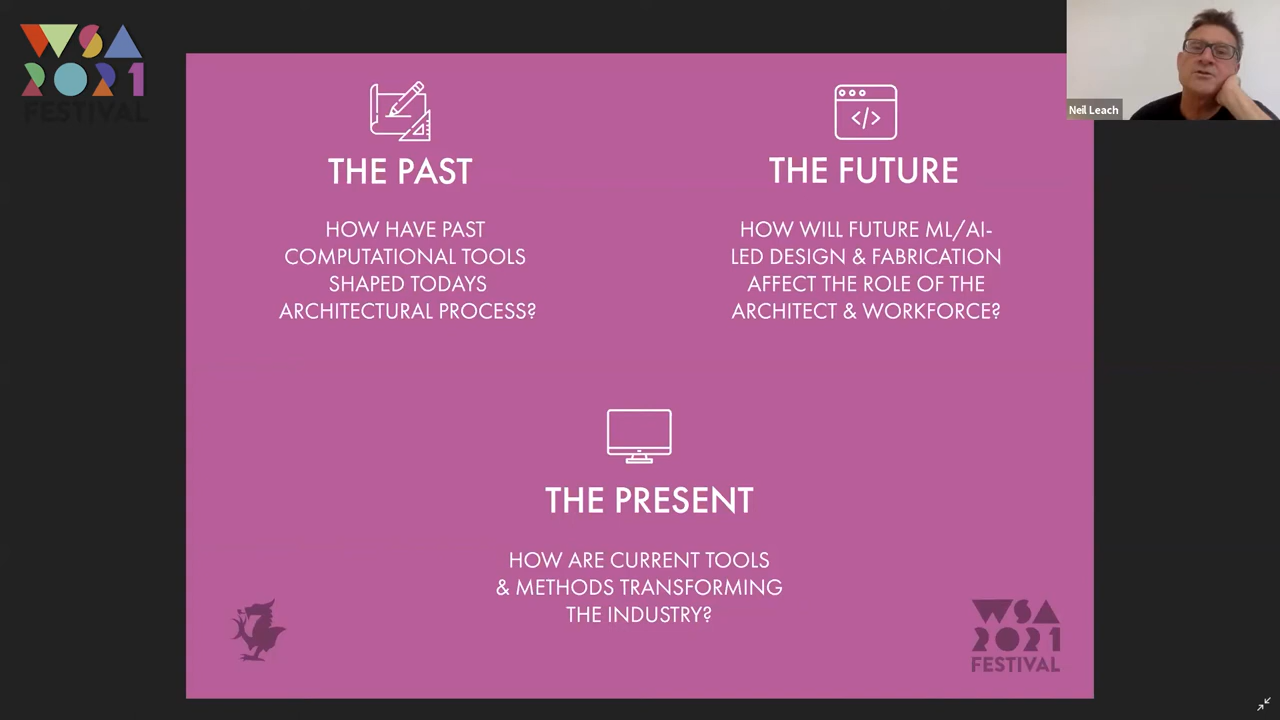 WSA
2021
FESTIVAL
Neil Leach
THE PAST
HOW HAVE PAST
COMPUTATIONAL TOOLS
SHAPED TODAYS
ARCHITECTURAL PROCESS?
THE FUTURE
</>
HOW WILL FUTURE ML/AI-
LED DESIGN & FABRICATION
AFFECT THE ROLE OF THE
ARCHITECT & WORKFORCE?
THE PRESENT
HOW ARE CURRENT TOOLS
& METHODS TRANSFORMING
THE INDUSTRY?
WSA
2021
FESTIVAL